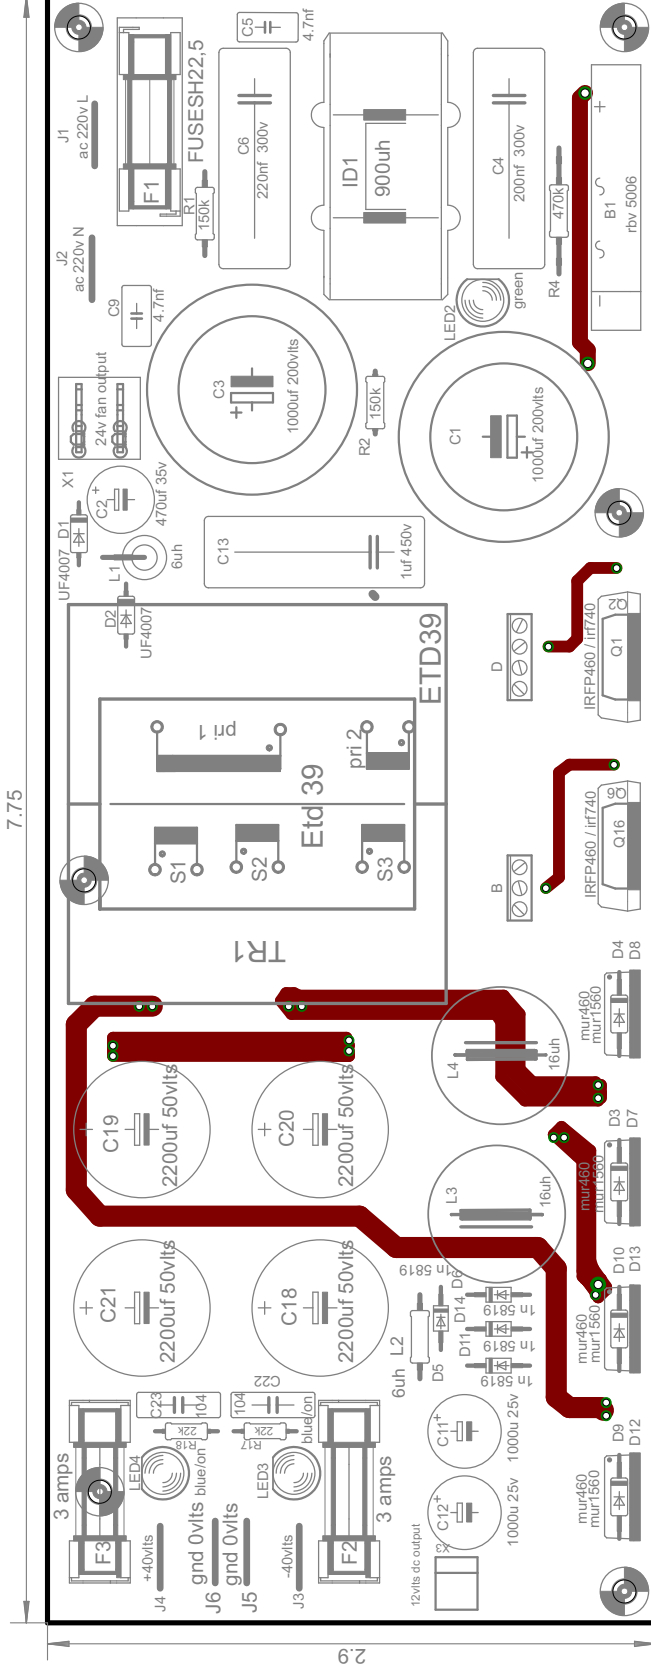 C5
4.7nf
J1
ac 220v L
F1
FUSESH22,5
R1
150k
C6
220nf 300v
ID1
900uh
C4
200nf 300v
R4
470k
+
B1
rbv 5006
-
J2
ac 220v N
C9
4.7nf
LED2
green
24v fan output
X1
C3
+
1000uf 200vlts
R2
150k
C1
+
1000uf 200vlts
C2
+
470uf 35v
D1
UF4007
L1
6uh
D2
UF4007
C13
1uf 450v
ETD39
pri 1
pri 2
Etd 39
S1
S2
S3
TR1
7.75
D
Q1
IRFP460 / irf740
Q2
B
Q16
IRFP460 / irf740
Q6
D4
D8
mur460
mur1560
L4
16uh
C19
+
2200uf 50vlts
C20
+
2200uf 50vlts
D3
D7
mur460
mur1560
L3
16uh
C21
+
2200uf 50vlts
C18
+
2200uf 50vlts
D10
D13
mur460
mur1560
1n 5819
D6
D14
1n 5819
D11
1n 5819
1n 5819
D5
L2
6uh
C23
104
C22
104
R18
22k
R17
22k
LED4
blue/on
LED3
blue/on
C11
+
1000u 25v
C12
+
1000u 25v
D9
D12
mur460
mur1560
3 amps
F3
3 amps
F2
+40vlts
J4
gnd 0vlts
J6
gnd 0vlts
J5
-40vlts
J3
12vlts dc output
X3
2.9